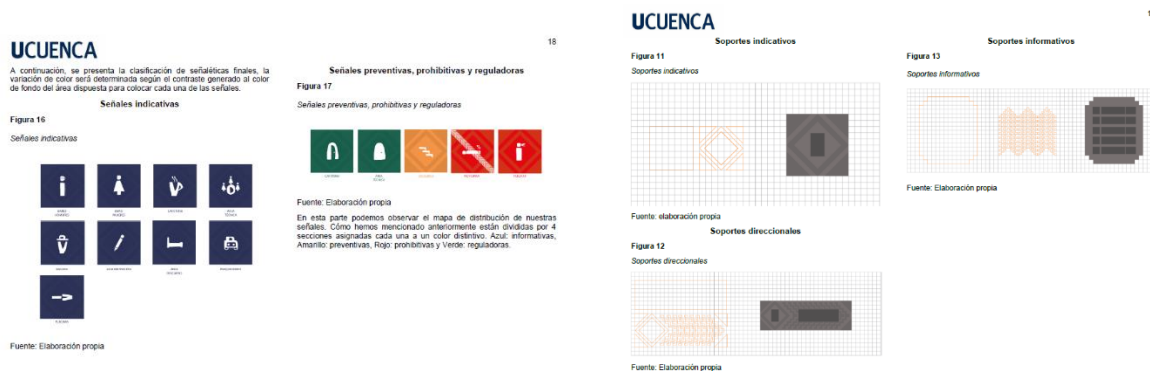 UCUENCA
18
A continuación, se presenta la clasificación de señaléticas finales, la
variación de color será determinada según el contraste generado al color
de fondo del área dispuesta para colocar cada una de las señales.
Señales indicativas
Figura 16
Señales indicativas
Fuente: Elaboración propia
Señales preventivas, prohibitivas y reguladoras
Figura 17
Señales preventivas, prohibitivas y reguladoras
Fuente: Elaboración propia
En esta parte podemos observar el mapa de distribución de nuestras
señales. Cómo hemos mencionado anteriormente están divididas por 4
secciones asignadas cada una a un color distintivo. Azul: informativas,
Amarillo: preventivas, Rojo: prohibitivas y Verde: reguladoras.
UCUENCA
Soportes indicativos
Figura 11
Soportes indicativos
Fuente: elaboración propia
Soportes direccionales
Figura 12
Soportes direccionales
Fuente: Elaboración propia
Soportes informativos
Figura 13
Soportes Informativos
Fuente: Elaboración propia